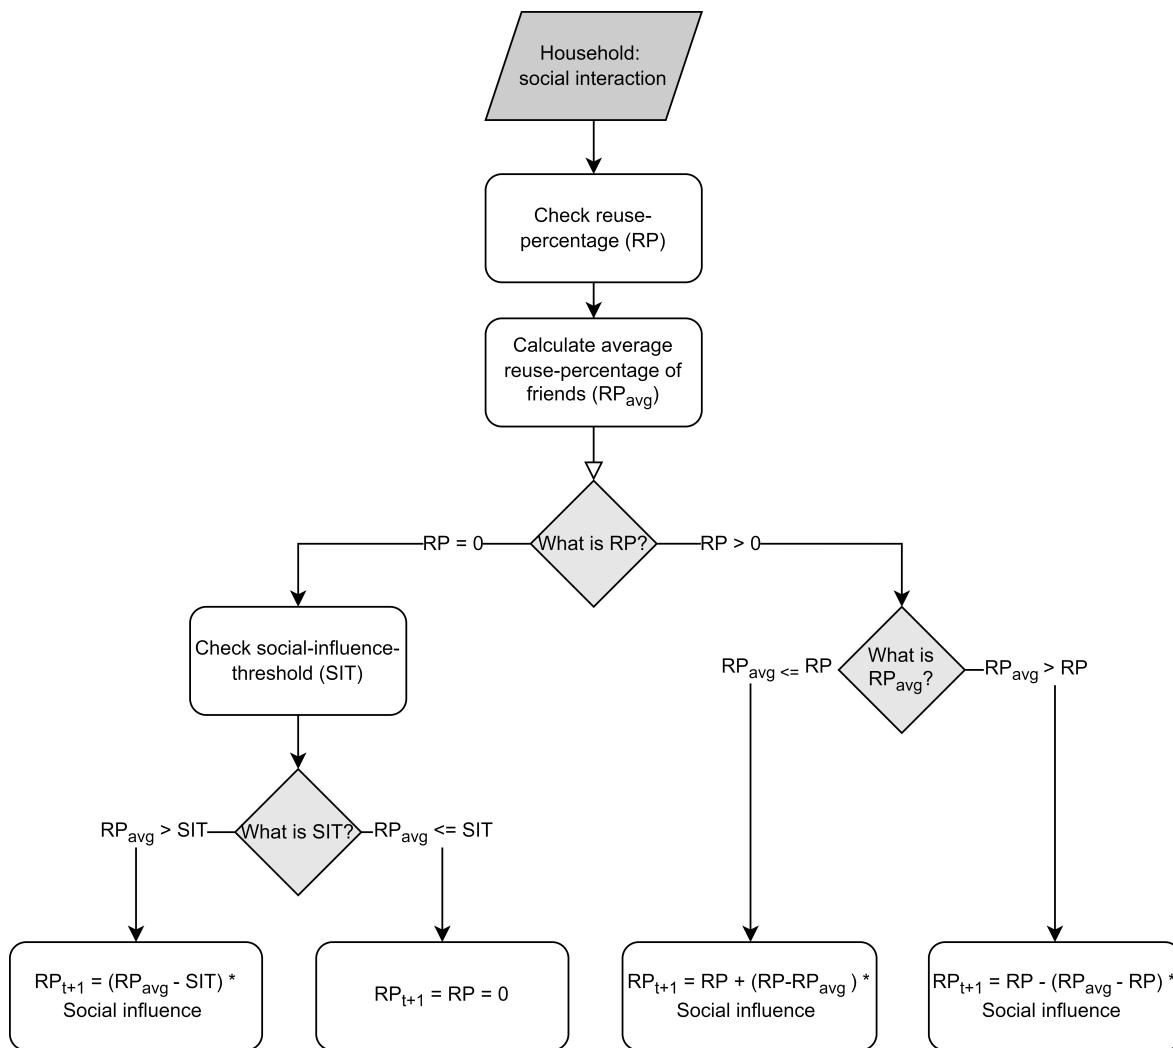 Household:
social interaction
Check reuse-
percentage (RP)
Calculate average
reuse-percentage of
friends (RPavg)
What is RP?
RP = 0
RP > 0
Check social-influence-
threshold (SIT)
What is
RPavg?
RPavg <= RP
RPavg > RP
What is SIT?
RPavg > SIT
RPavg <= SIT
RPt+1 = (RPavg - SIT) *
Social influence
RPt+1 = RP = 0
RPt+1 = RP + (RP-RPavg ) *
Social influence
RPt+1 = RP - (RPavg - RP) *
Social influence